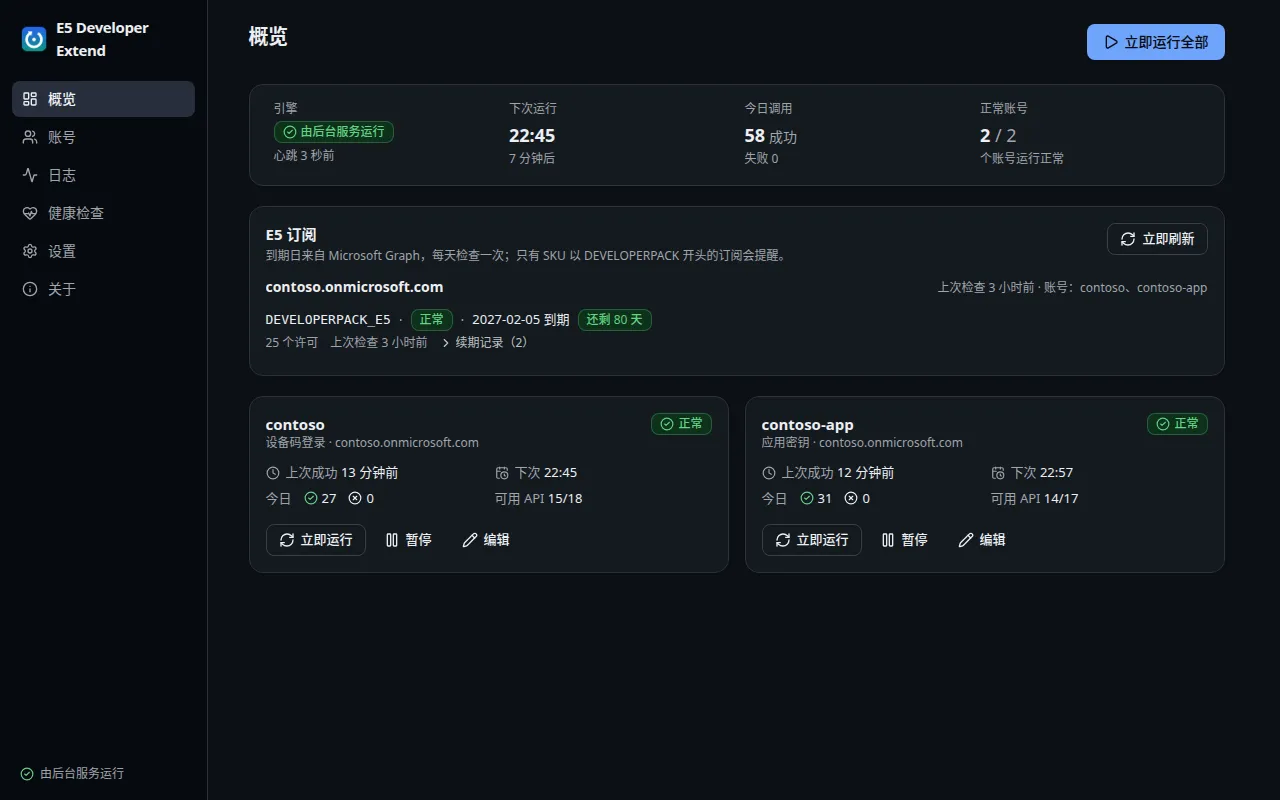 E5 Developer
Extend
概览
账号
日志
健康检查
设置
关于
由后台服务运行
概览
立即运行全部
引擎
由后台服务运行
心跳 3 秒前
下次运行
22:45
7 分钟后
今日调用
58 成功
失败 0
正常账号
2 / 2
个账号运行正常
E5 订阅
到期日来自 Microsoft Graph，每天检查一次；只有 SKU 以 DEVELOPERPACK 开头的订阅会提醒。
立即刷新
contoso.onmicrosoft.com
上次检查 3 小时前 · 账号：contoso、contoso-app
DEVELOPERPACK_E5 · 正常 · 2027-02-05 到期 还剩 80 天
25 个许可 上次检查 3 小时前 续期记录（2）
contoso
正常
设备码登录 · contoso.onmicrosoft.com
上次成功 13 分钟前 下次 22:45
今日 27 0 可用 API 15/18
立即运行 暂停 编辑
contoso-app
正常
应用密钥 · contoso.onmicrosoft.com
上次成功 12 分钟前 下次 22:57
今日 31 0 可用 API 14/17
立即运行 暂停 编辑